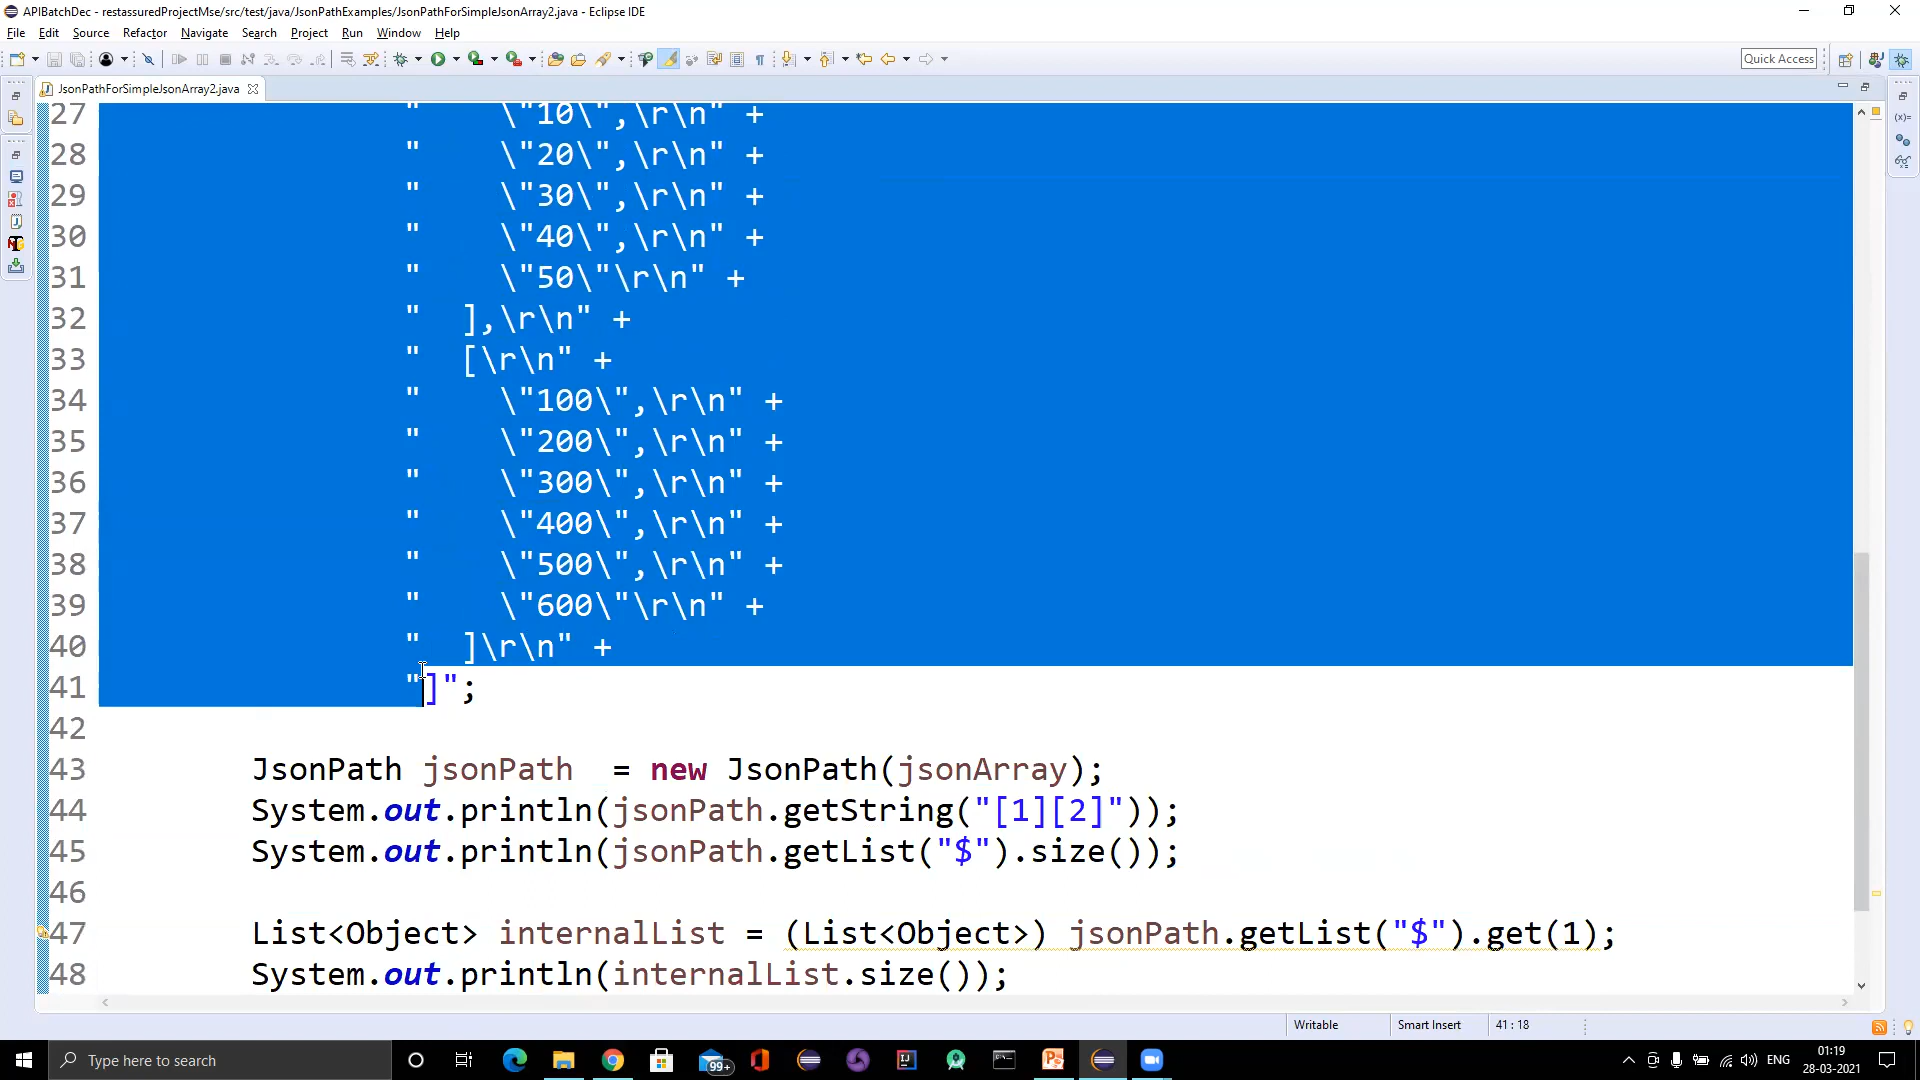 APIBatchDec - restassuredProjectMse/src/test/java/JsonPathExamples/JsonPathForSimpleJsonArray2.java - Eclipse IDE
File Edit Source Refactor Navigate Search Project Run Window Help
Quick Access
JsonPathForSimpleJsonArray2.java
27 "    \"10\",\r\n" +
28 "    \"20\",\r\n" +
29 "    \"30\",\r\n" +
30 "    \"40\",\r\n" +
31 "    \"50\"\r\n" +
32 "  ],\r\n" +
33 "  [\r\n" +
34 "    \"100\",\r\n" +
35 "    \"200\",\r\n" +
36 "    \"300\",\r\n" +
37 "    \"400\",\r\n" +
38 "    \"500\",\r\n" +
39 "    \"600\"\r\n" +
40 "  ]\r\n" +
41 "]";
42
43 JsonPath jsonPath  = new JsonPath(jsonArray);
44 System.out.println(jsonPath.getString("[1][2]"));
45 System.out.println(jsonPath.getList("$").size());
46
47 List<Object> internalList = (List<Object>) jsonPath.getList("$").get(1);
48 System.out.println(internalList.size());
Writable Smart Insert 41 : 18
Type here to search
99+
ENG
01:19
28-03-2021